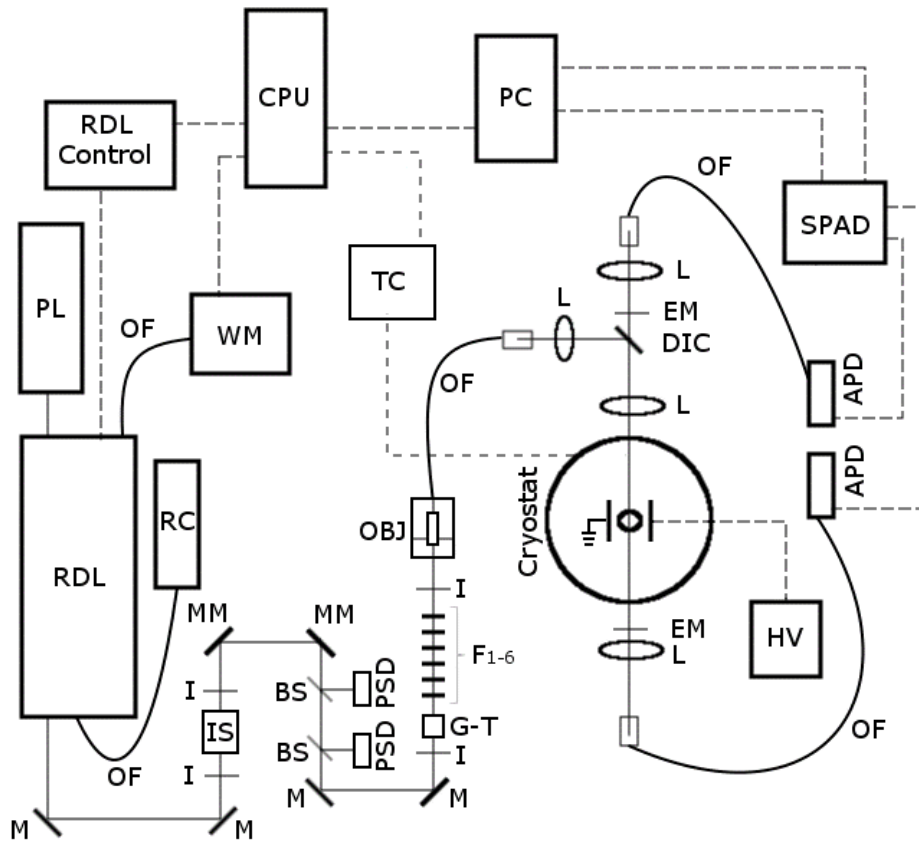 CPU
PC
RDL
Control
OF
SPAD
PL
TC
L
L
EM
DIC
OF
WM
OF
APD
L
APD
Cryostat
OBJ
RC
RDL
I
MM
MM
EM
L
HV
F1-6
I
BS
PSD
IS
G-T
OF
BS
PSD
I
I
OF
M
M
M
M